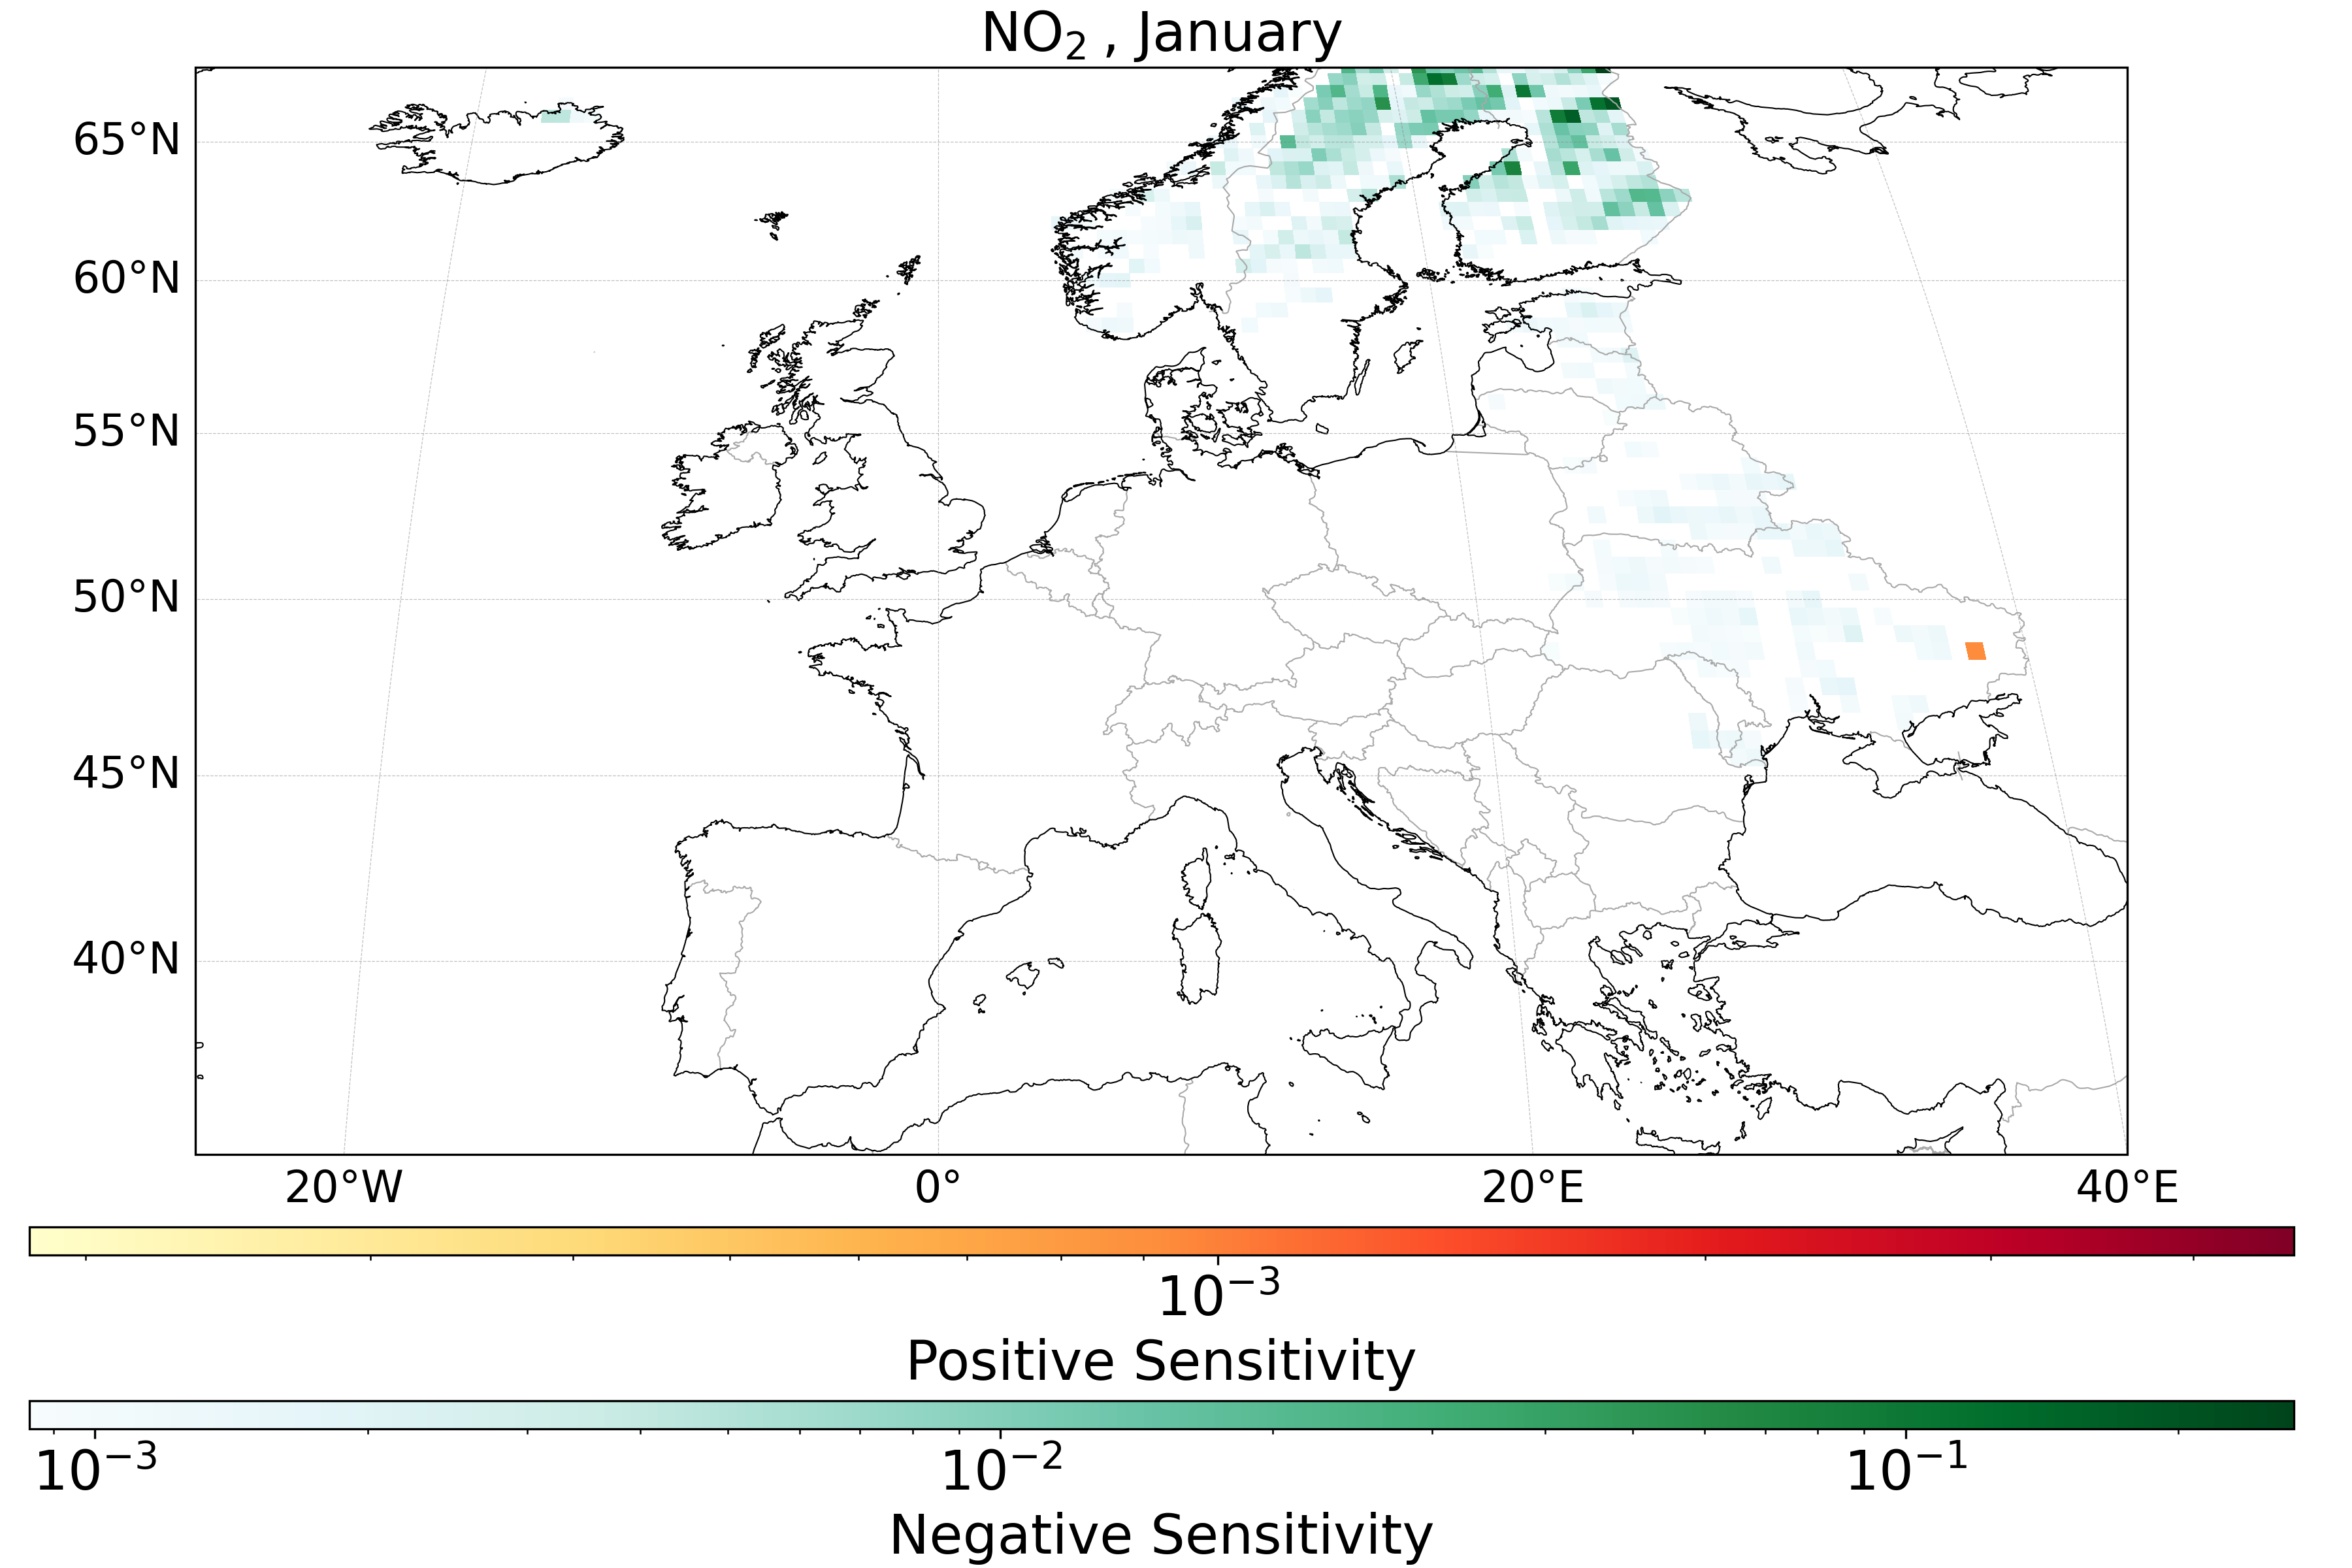 NO₂ , January
65°N
60°N
55°N
50°N
45°N
40°N
20°W 0° 20°E 40°E
10⁻³
Positive Sensitivity
10⁻³ 10⁻² 10⁻¹
Negative Sensitivity